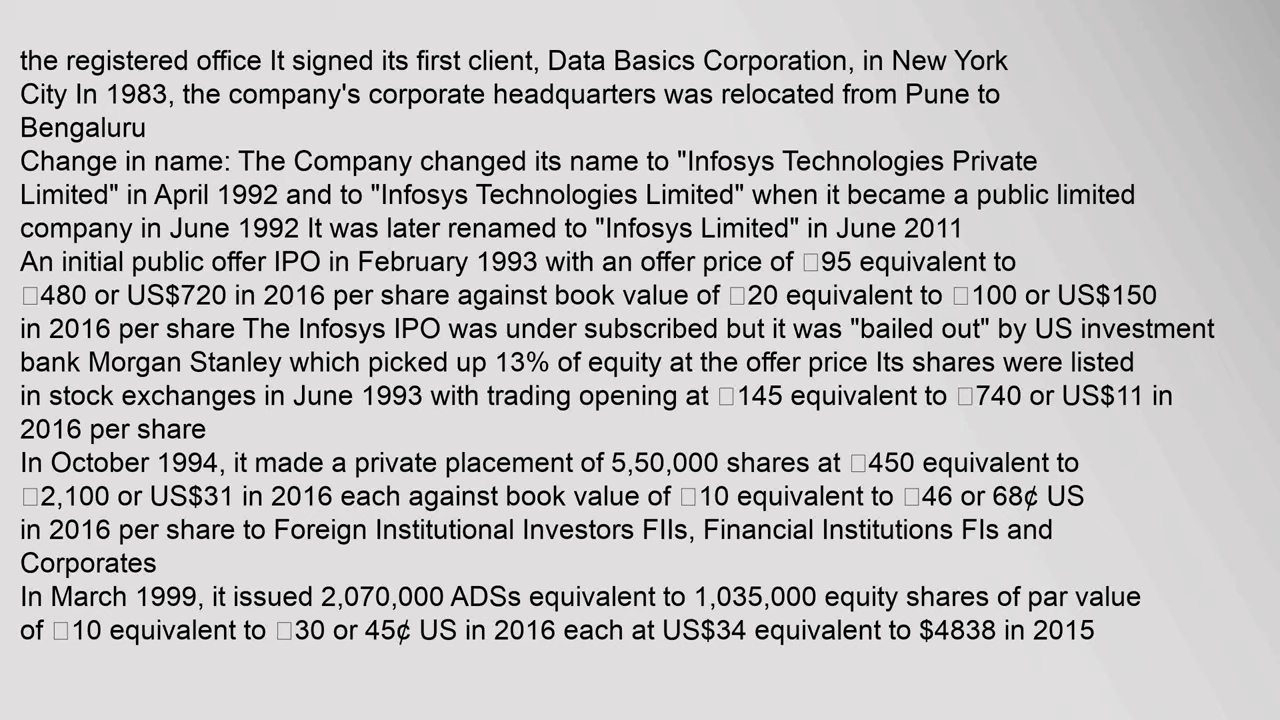 the registered office It signed its first client, Data Basics Corporation, in New York
City In 1983, the company's corporate headquarters was relocated from Pune to
Bengaluru
Change in name: The Company changed its name to "Infosys Technologies Private
Limited" in April 1992 and to "Infosys Technologies Limited" when it became a public limited
company in June 1992 It was later renamed to "Infosys Limited" in June 2011
An initial public offer IPO in February 1993 with an offer price of □95 equivalent to
□480 or US$720 in 2016 per share against book value of □20 equivalent to □100 or US$150
in 2016 per share The Infosys IPO was under subscribed but it was "bailed out" by US investment
bank Morgan Stanley which picked up 13% of equity at the offer price Its shares were listed
in stock exchanges in June 1993 with trading opening at □145 equivalent to □740 or US$11 in
2016 per share
In October 1994, it made a private placement of 5,50,000 shares at □450 equivalent to
□2,100 or US$31 in 2016 each against book value of □10 equivalent to □46 or 68¢ US
in 2016 per share to Foreign Institutional Investors FIIs, Financial Institutions FIs and
Corporates
In March 1999, it issued 2,070,000 ADSs equivalent to 1,035,000 equity shares of par value
of □10 equivalent to □30 or 45¢ US in 2016 each at US$34 equivalent to $4838 in 2015